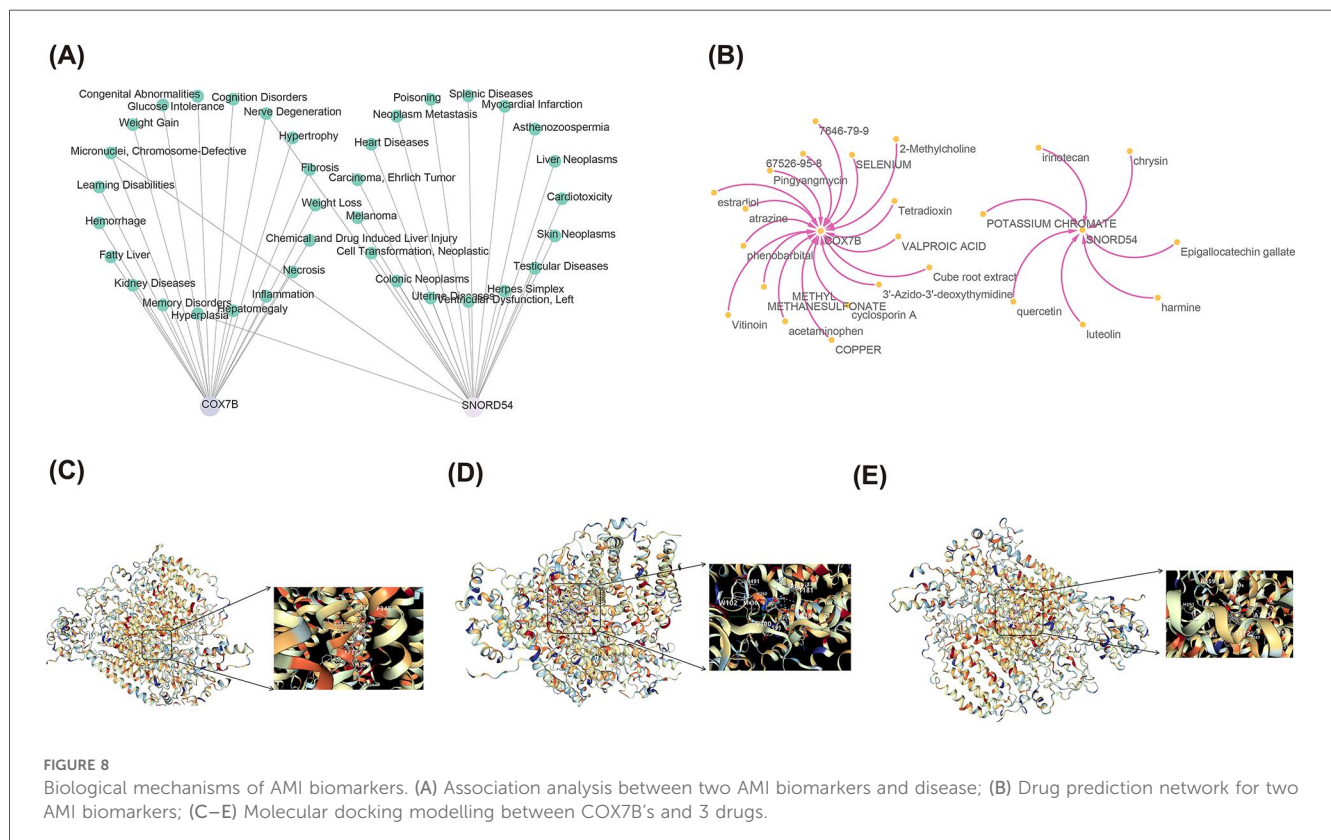 (A)
Congenital Abnormalities
Glucose Intolerance
Cognition Disorders
Weight Gain
Nerve Degeneration
Micronuclei, Chromosome-Defective
Hypertrophy
Fibrosis
Learning Disabilities
Weight Loss
Hemorrhage
Chemical and Drug Induced Liver Injury
Fatty Liver
Necrosis
Kidney Diseases
Inflammation
Memory Disorders
Hepatomegaly
Hyperplasia
COX7B
Poisoning
Splenic Diseases
Neoplasm Metastasis
Myocardial Infarction
Heart Diseases
Asthenozoospermia
Carcinoma, Ehrlich Tumor
Liver Neoplasms
Melanoma
Cardiotoxicity
Cell Transformation, Neoplastic
Skin Neoplasms
Colonic Neoplasms
Testicular Diseases
Uterine Diseases
Herpes Simplex
Ventricular Dysfunction, Left
SNORD54
(B)
7646-79-9
2-Methylcholine
67526-95-8
SELENIUM
Pingyangmycin
estradiol
atrazine
Tetradioxin
COX7B
VALPROIC ACID
phenobarbital
Cube root extract
3'-Azido-3'-deoxythymidine
METHYL
METHANESULFONATE
cyclosporin A
Vitinoin
acetaminophen
COPPER
irinotecan
chrysin
POTASSIUM CHROMATE
SNORD54
Epigallocatechin gallate
quercetin
harmine
luteolin
(C)
(D)
W102
(E)
FIGURE 8
Biological mechanisms of AMI biomarkers. (A) Association analysis between two AMI biomarkers and disease; (B) Drug prediction network for two
AMI biomarkers; (C–E) Molecular docking modelling between COX7B's and 3 drugs.